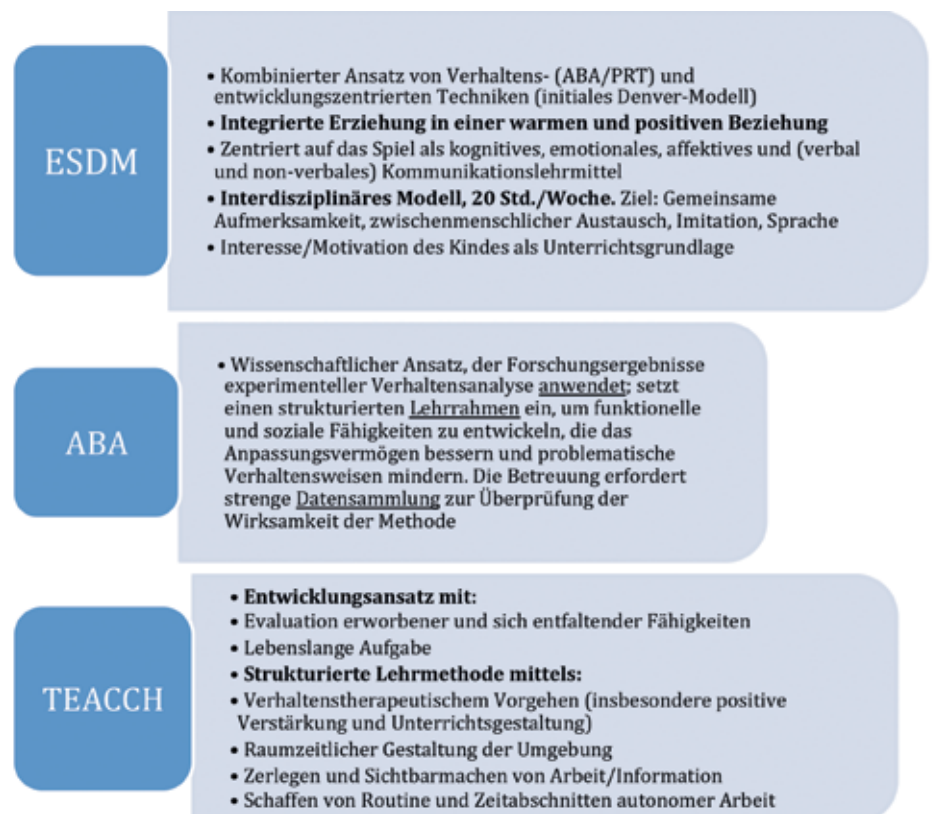 ESDM
• Kombinierter Ansatz von Verhaltens- (ABA/PRT) und
entwicklungszentrierten Techniken (initiales Denver-Modell)
• Integrierte Erziehung in einer warmen und positiven Beziehung
• Zentriert auf das Spiel als kognitives, emotionales, affektives und (verbal
und non-verbales) Kommunikationslehrmittel
• Interdisziplinäres Modell, 20 Std./Woche. Ziel: Gemeinsame
Aufmerksamkeit, zwischenmenschlicher Austausch, Imitation, Sprache
• Interesse/Motivation des Kindes als Unterrichtsgrundlage
ABA
• Wissenschaftlicher Ansatz, der Forschungsergebnisse
experimenteller Verhaltensanalyse anwendet; setzt
einen strukturierten Lehrrahmen ein, um funktionelle
und soziale Fähigkeiten zu entwickeln, die das
Anpassungsvermögen bessern und problematische
Verhaltensweisen mindern. Die Betreuung erfordert
strenge Datensammlung zur Überprüfung der
Wirksamkeit der Methode
TEACCH
• Entwicklungsansatz mit:
• Evaluation erworbener und sich entfaltender Fähigkeiten
• Lebenslange Aufgabe
• Strukturierte Lehrmethode mittels:
• Verhaltenstherapeutischem Vorgehen (insbesondere positive
Verstärkung und Unterrichtsgestaltung)
• Raumzeitlicher Gestaltung der Umgebung
• Zerlegen und Sichtbarmachen von Arbeit/Information
• Schaffen von Routine und Zeitabschnitten autonomer Arbeit